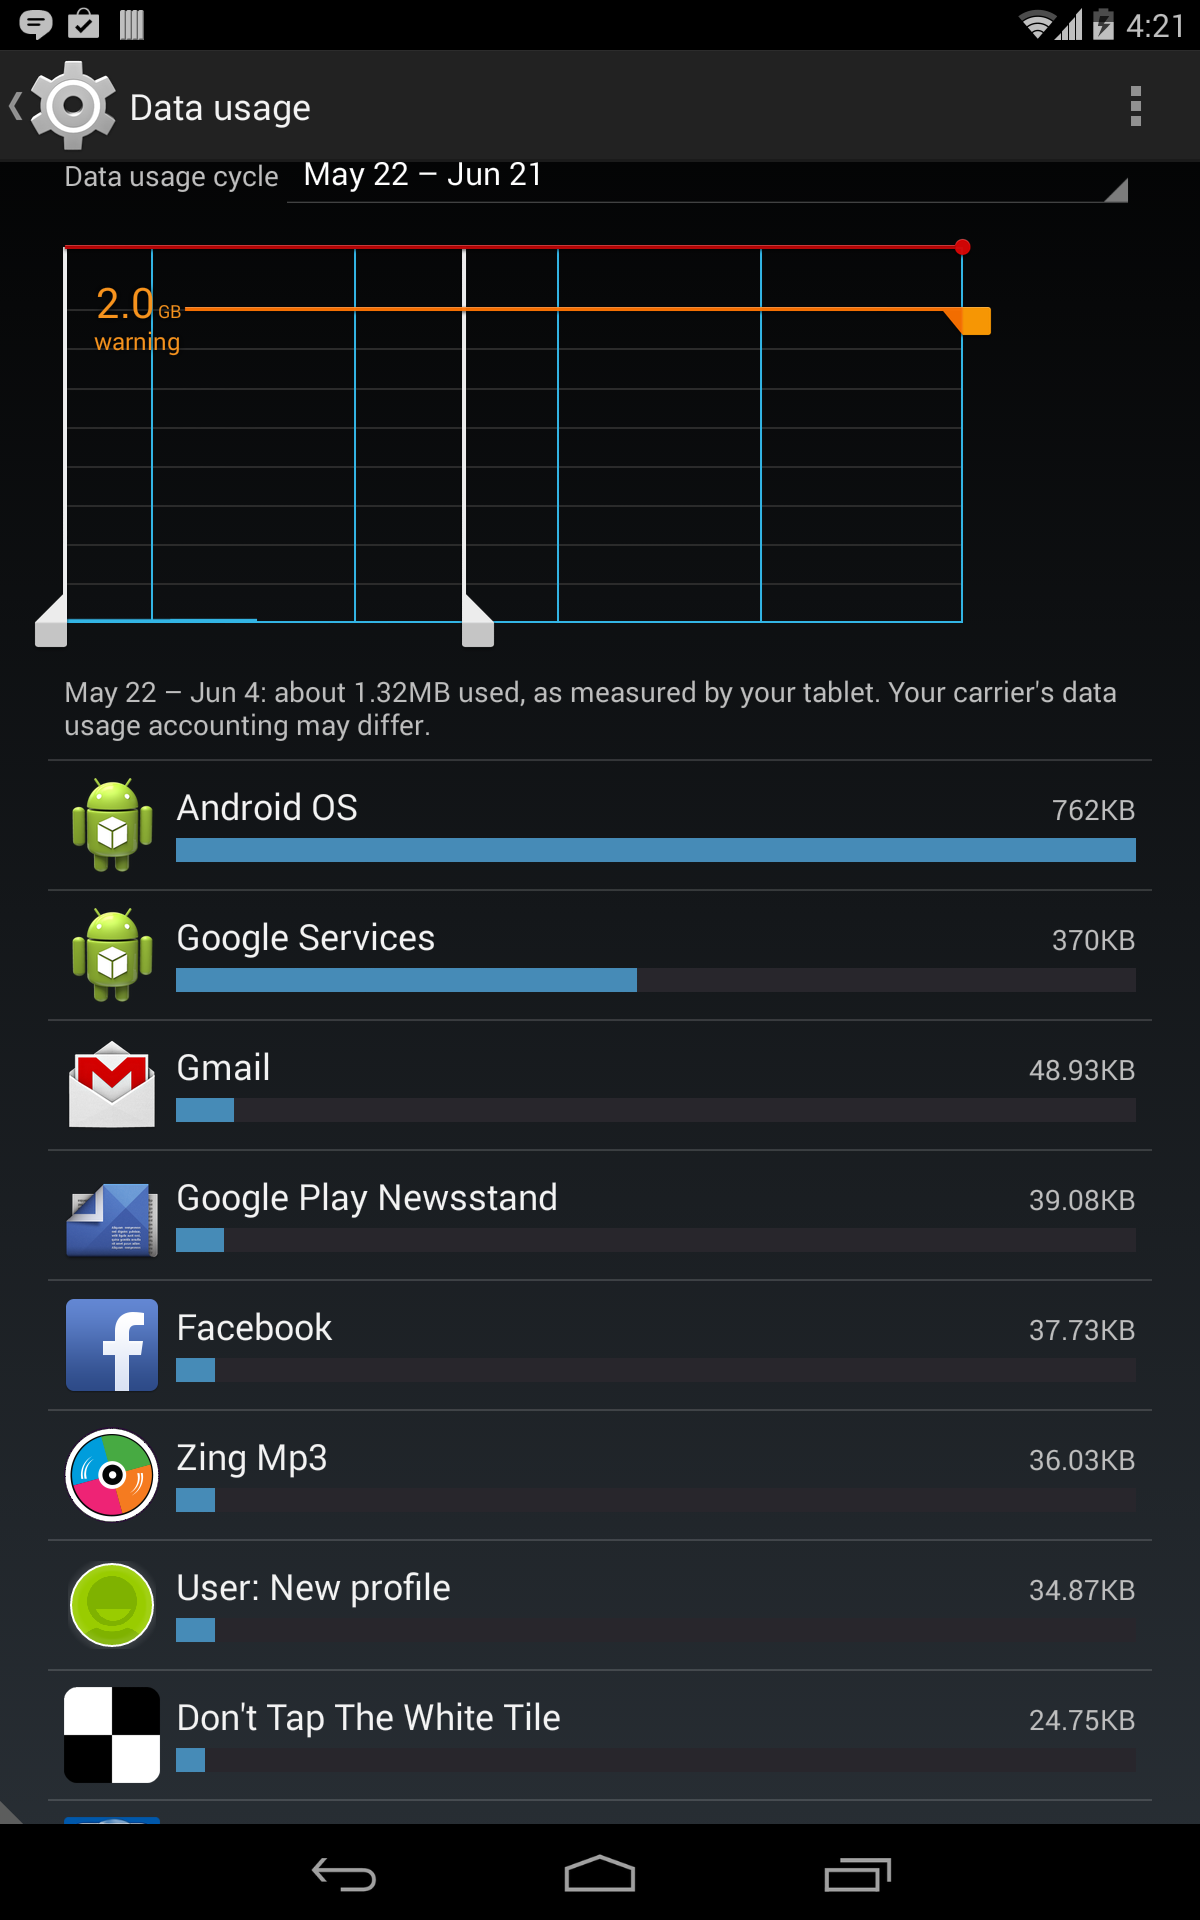 4:21
Data usage
Data usage cycle May 22 – Jun 21
2.0 GB
warning
May 22 – Jun 4: about 1.32MB used, as measured by your tablet. Your carrier's data
usage accounting may differ.
Android OS 762KB
Google Services 370KB
Gmail 48.93KB
Google Play Newsstand 39.08KB
Facebook 37.73KB
Zing Mp3 36.03KB
User: New profile 34.87KB
Don't Tap The White Tile 24.75KB